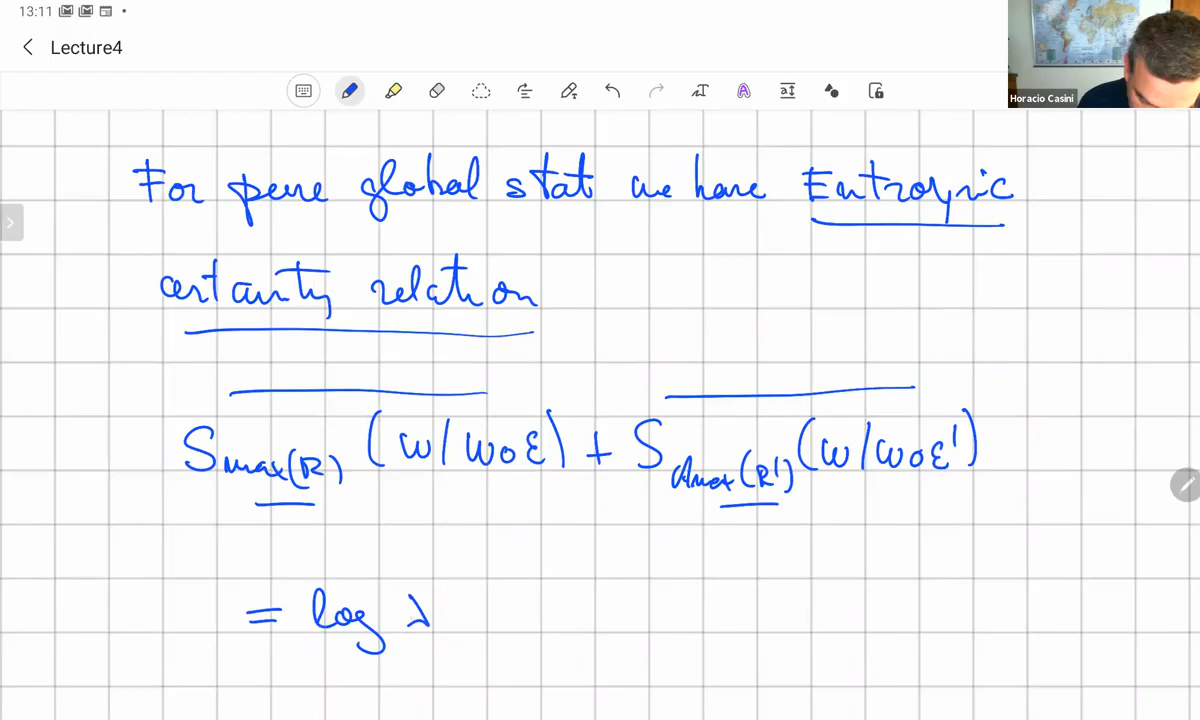 13:11
Lecture4
Horacio Casini
For pure global stat we have Entropic
certainty relation
S_max(R) (ω/ω∘ε) + S_Amax(R') (ω/ω∘ε')
= log λ